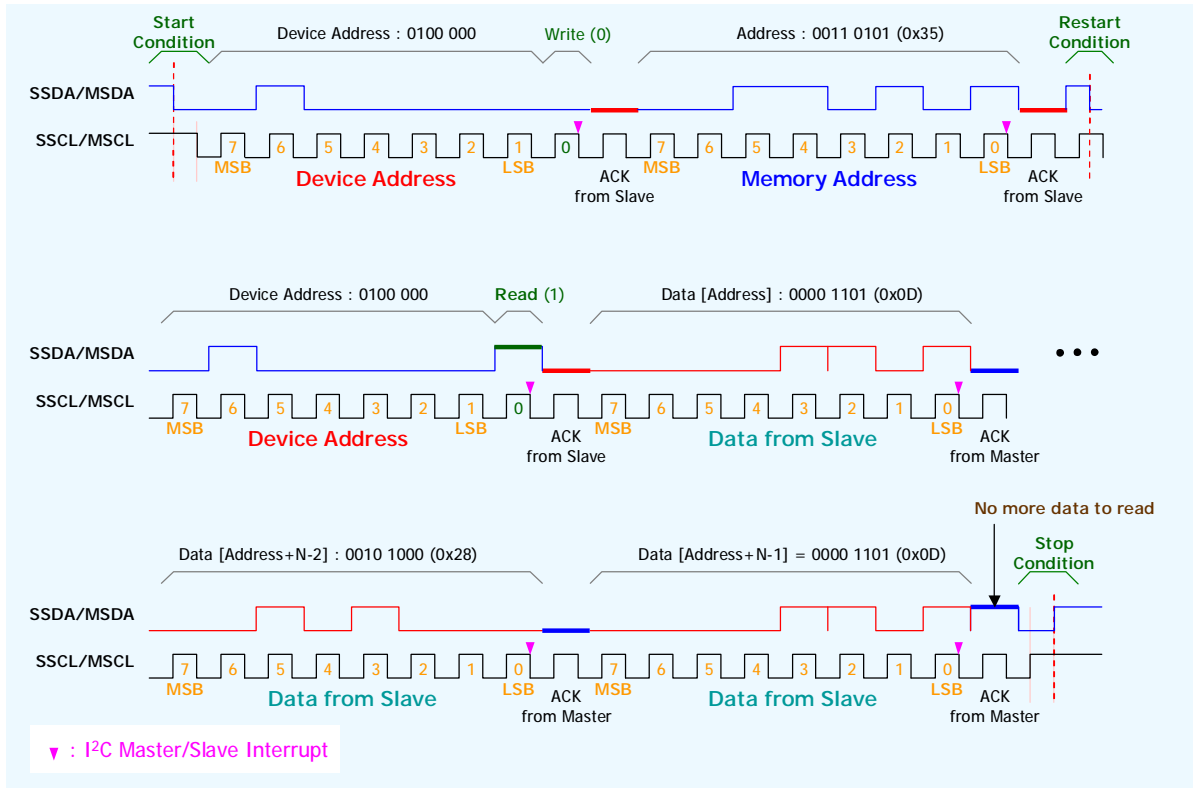 Start
Condition
Device Address : 0100 000
Write (0)
Address : 0011 0101 (0x35)
Restart
Condition
SSDA/MSDA
SSCL/MSCL
7 6 5 4 3 2 1 0 7 6 5 4 3 2 1 0
MSB LSB MSB LSB
Device Address
ACK
from Slave
Memory Address
ACK
from Slave
Device Address : 0100 000
Read (1)
Data [Address] : 0000 1101 (0x0D)
SSDA/MSDA
SSCL/MSCL
7 6 5 4 3 2 1 0 7 6 5 4 3 2 1 0
MSB LSB MSB LSB
Device Address
ACK
from Slave
Data from Slave
ACK
from Master
No more data to read
Data [Address+N-2] : 0010 1000 (0x28)
Data [Address+N-1] = 0000 1101 (0x0D)
Stop
Condition
SSDA/MSDA
SSCL/MSCL
7 6 5 4 3 2 1 0 7 6 5 4 3 2 1 0
MSB LSB MSB LSB
Data from Slave
ACK
from Master
Data from Slave
ACK
from Master
: I²C Master/Slave Interrupt